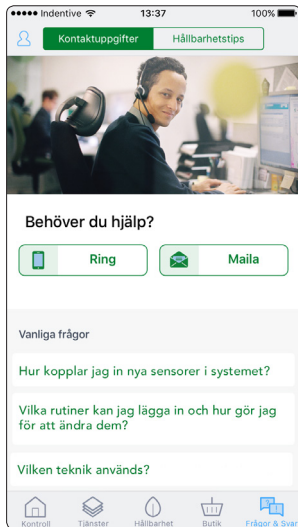 Indentive 13:37 100%
Kontaktuppgifter Hållbarhetstips
Behöver du hjälp?
Ring Maila
Vanliga frågor
Hur kopplar jag in nya sensorer i systemet?
Vilka rutiner kan jag lägga in och hur gör jag
för att ändra dem?
Vilken teknik används?
Kontroll Tjänster Hållbarhet Butik Frågor & Svar